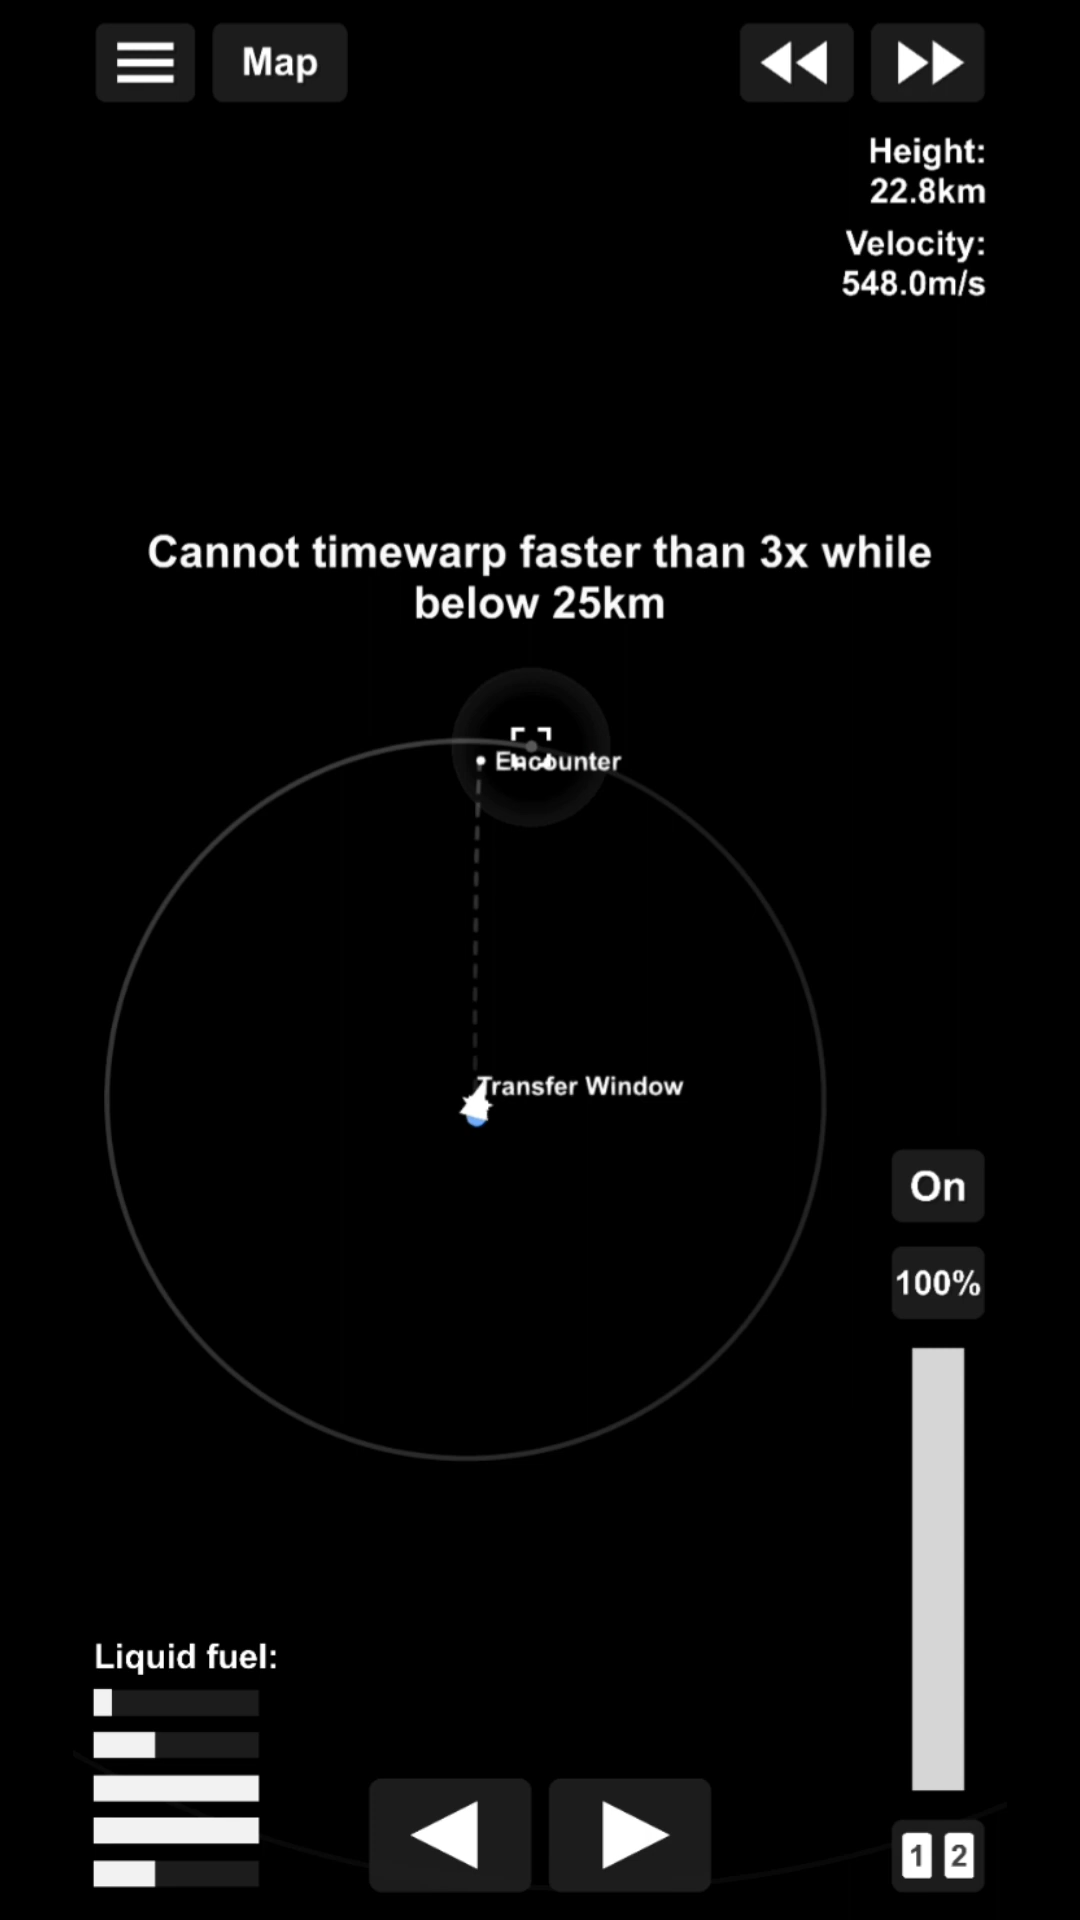 Map
Height:
22.8km
Velocity:
548.0m/s
Cannot timewarp faster than 3x while
below 25km
Encounter
Transfer Window
On
100%
Liquid fuel:
1 2